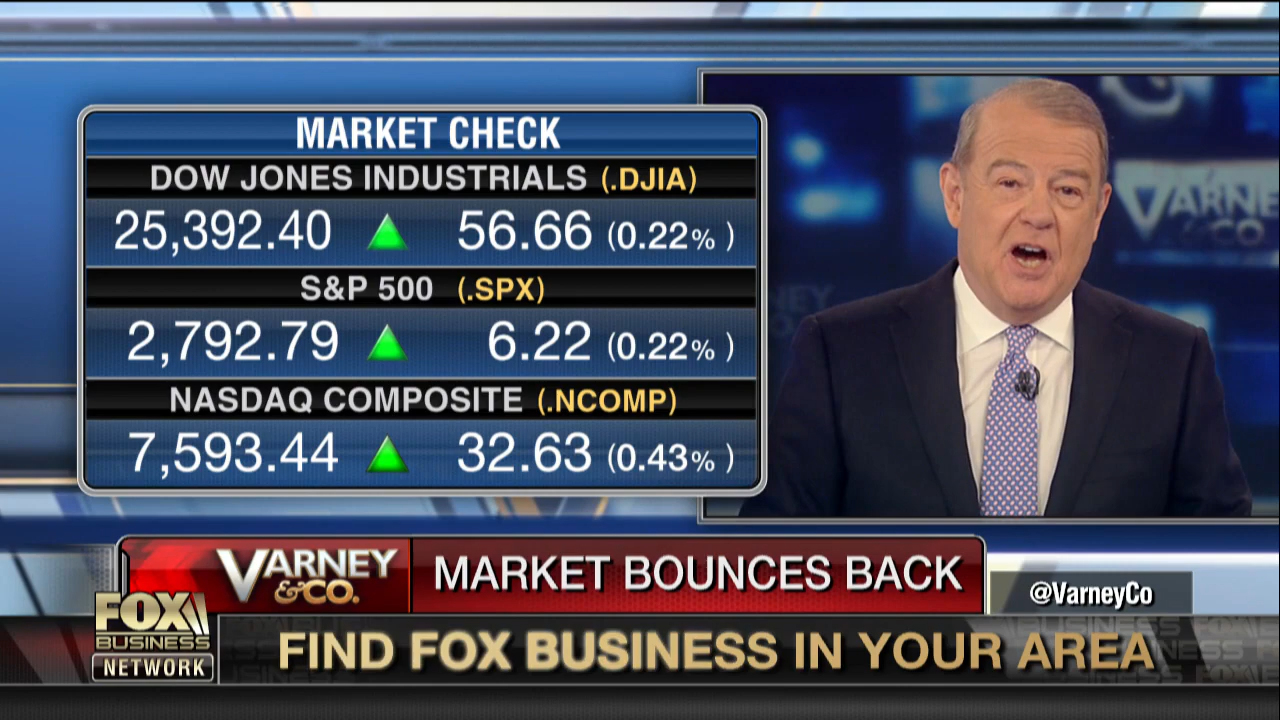 MARKET CHECK
DOW JONES INDUSTRIALS (.DJIA)
25,392.40 ▲ 56.66 (0.22% )
S&P 500 (.SPX)
2,792.79 ▲ 6.22 (0.22% )
NASDAQ COMPOSITE (.NCOMP)
7,593.44 ▲ 32.63 (0.43% )
VARNE
CO
VARNEY
& CO.
MARKET BOUNCES BACK
@VarneyCo
FOX
BUSINESS
NETWORK
FIND FOX BUSINESS IN YOUR AREA